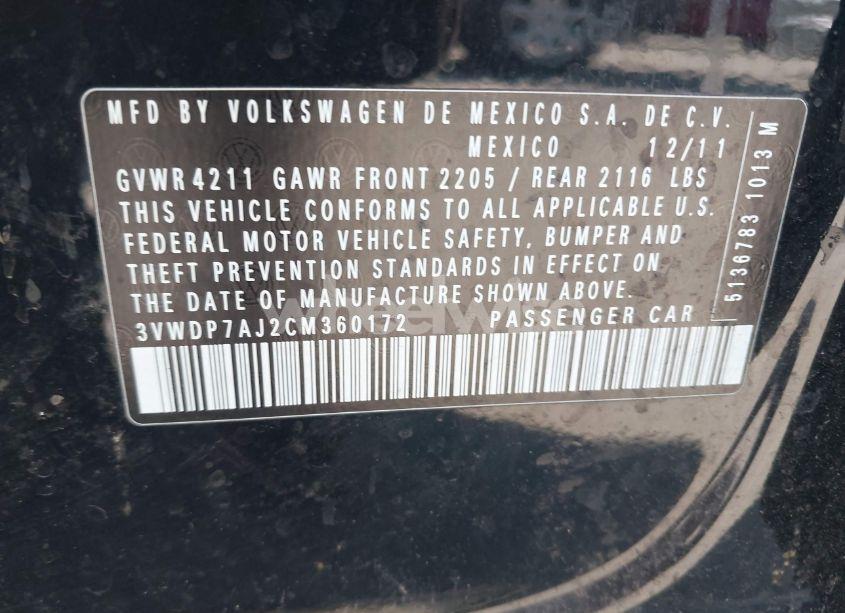 MFD BY VOLKSWAGEN DE MEXICO S.A. DE C.V.
MEXICO 12/11
GVWR 4211 GAWR FRONT 2205 / REAR 2116 LBS
THIS VEHICLE CONFORMS TO ALL APPLICABLE U.S.
FEDERAL MOTOR VEHICLE SAFETY, BUMPER AND
THEFT PREVENTION STANDARDS IN EFFECT ON
THE DATE OF MANUFACTURE SHOWN ABOVE.
3VWDP7AJ2CM360172 PASSENGER CAR
5136783 1013 M